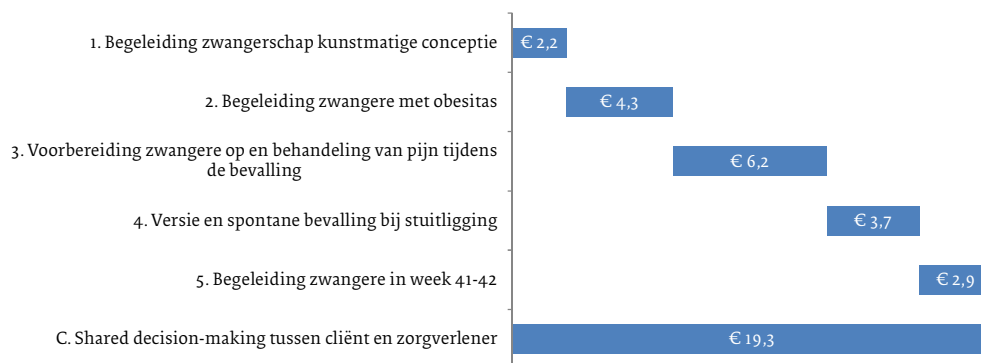 1. Begeleiding zwangerschap kunstmatige conceptie
€ 2,2
2. Begeleiding zwangere met obesitas
€ 4,3
3. Voorbereiding zwangere op en behandeling van pijn tijdens
de bevalling
€ 6,2
4. Versie en spontane bevalling bij stuitligging
€ 3,7
5. Begeleiding zwangere in week 41-42
€ 2,9
C. Shared decision-making tussen cliënt en zorgverlener
€ 19,3